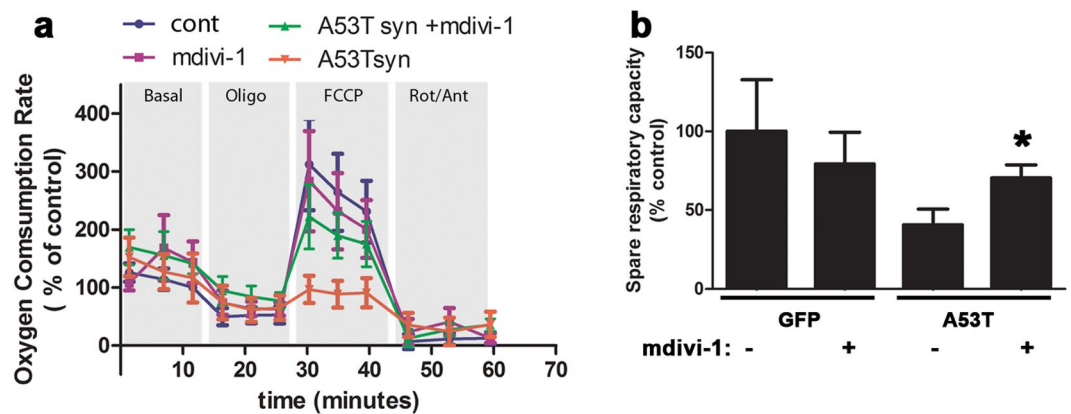 a
cont
A53T syn +mdivi-1
mdivi-1
A53Tsyn
Oxygen Consumption Rate
( % of control)
400
300
200
100
0
Basal
Oligo
FCCP
Rot/Ant
10
20
30
40
50
60
70
time (minutes)
b
Spare respiratory capacity
(% control)
150
100
50
0
*
GFP
A53T
mdivi-1: - + - +